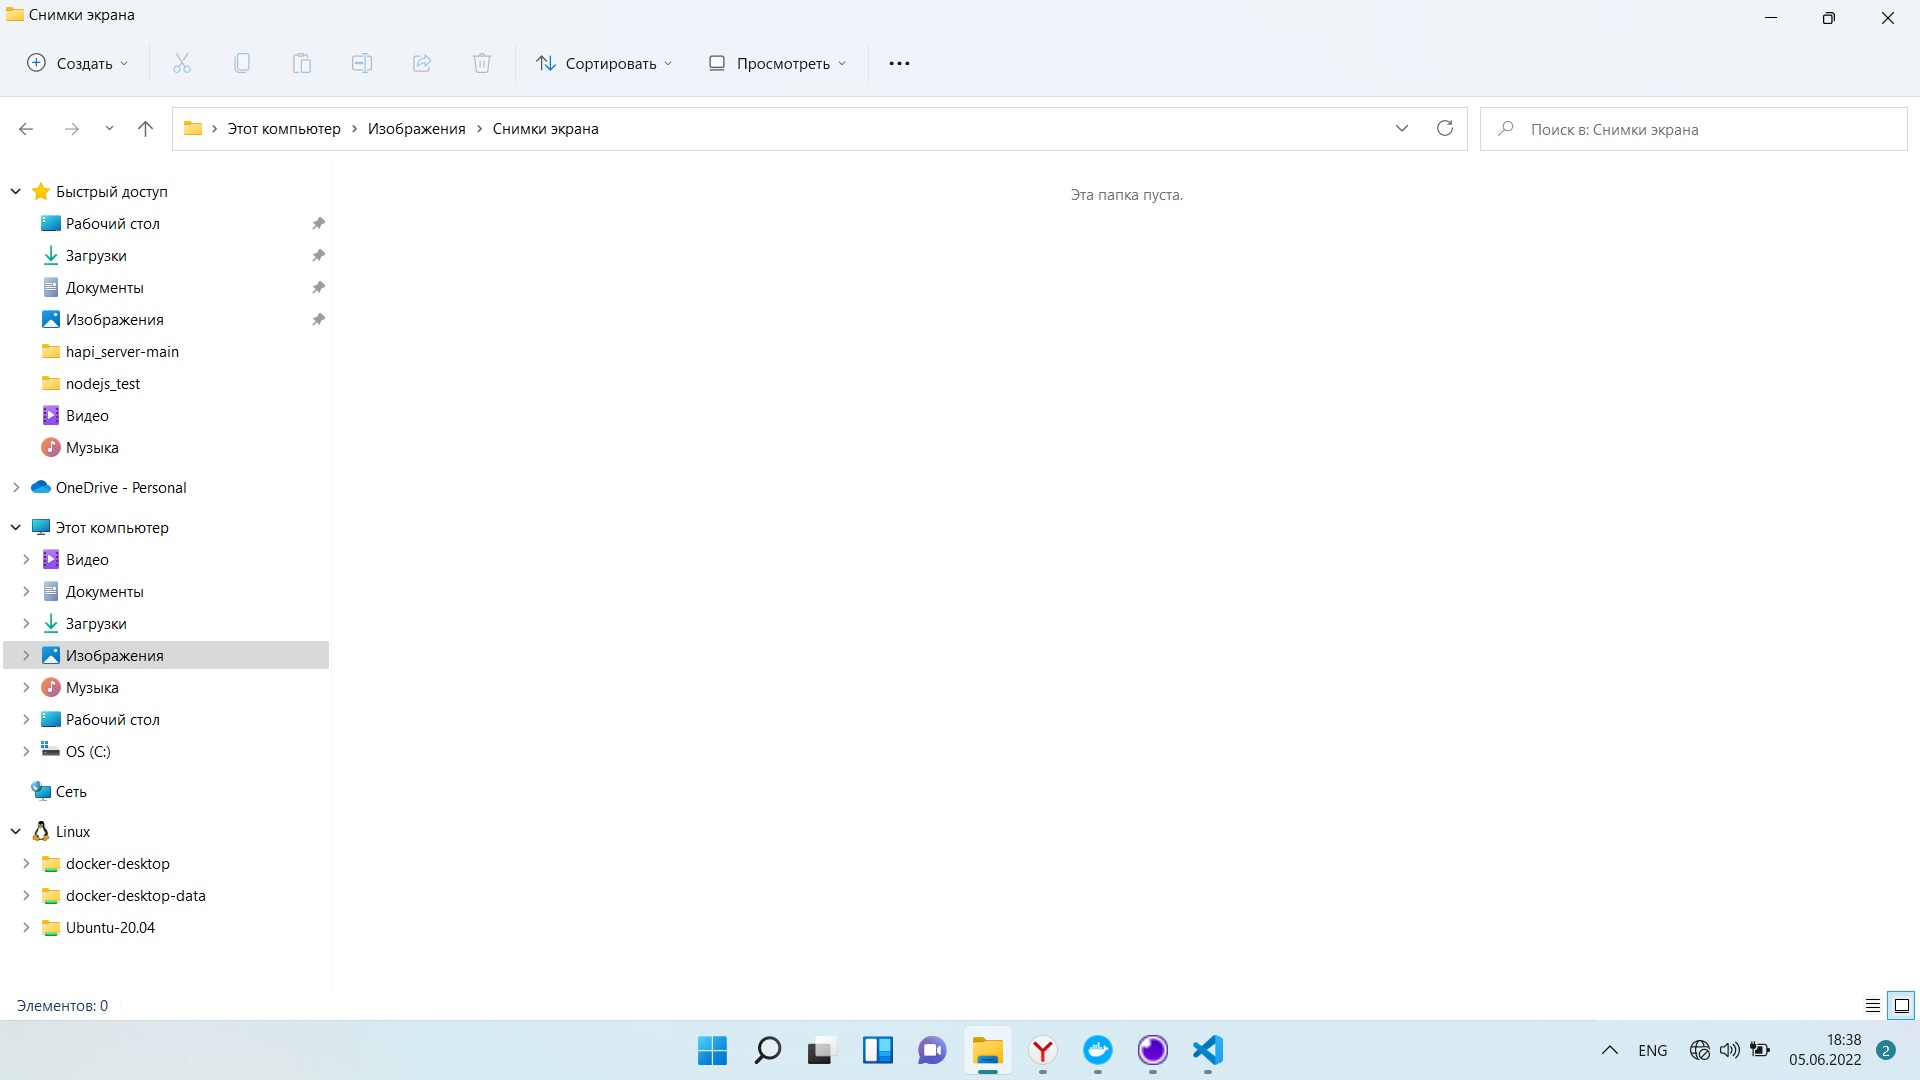 Снимки экрана
Создать
Сортировать
Просмотреть
Этот компьютер
Изображения
Снимки экрана
Поиск в: Снимки экрана
Быстрый доступ
Рабочий стол
Загрузки
Документы
Изображения
hapi_server-main
nodejs_test
Видео
Музыка
OneDrive - Personal
Этот компьютер
Видео
Документы
Загрузки
Изображения
Музыка
Рабочий стол
OS (C:)
Сеть
Linux
docker-desktop
docker-desktop-data
Ubuntu-20.04
Эта папка пуста.
Элементов: 0
ENG
18:38
05.06.2022
2